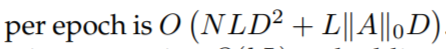 per epoch is O (NLD² + L‖A‖₀D)